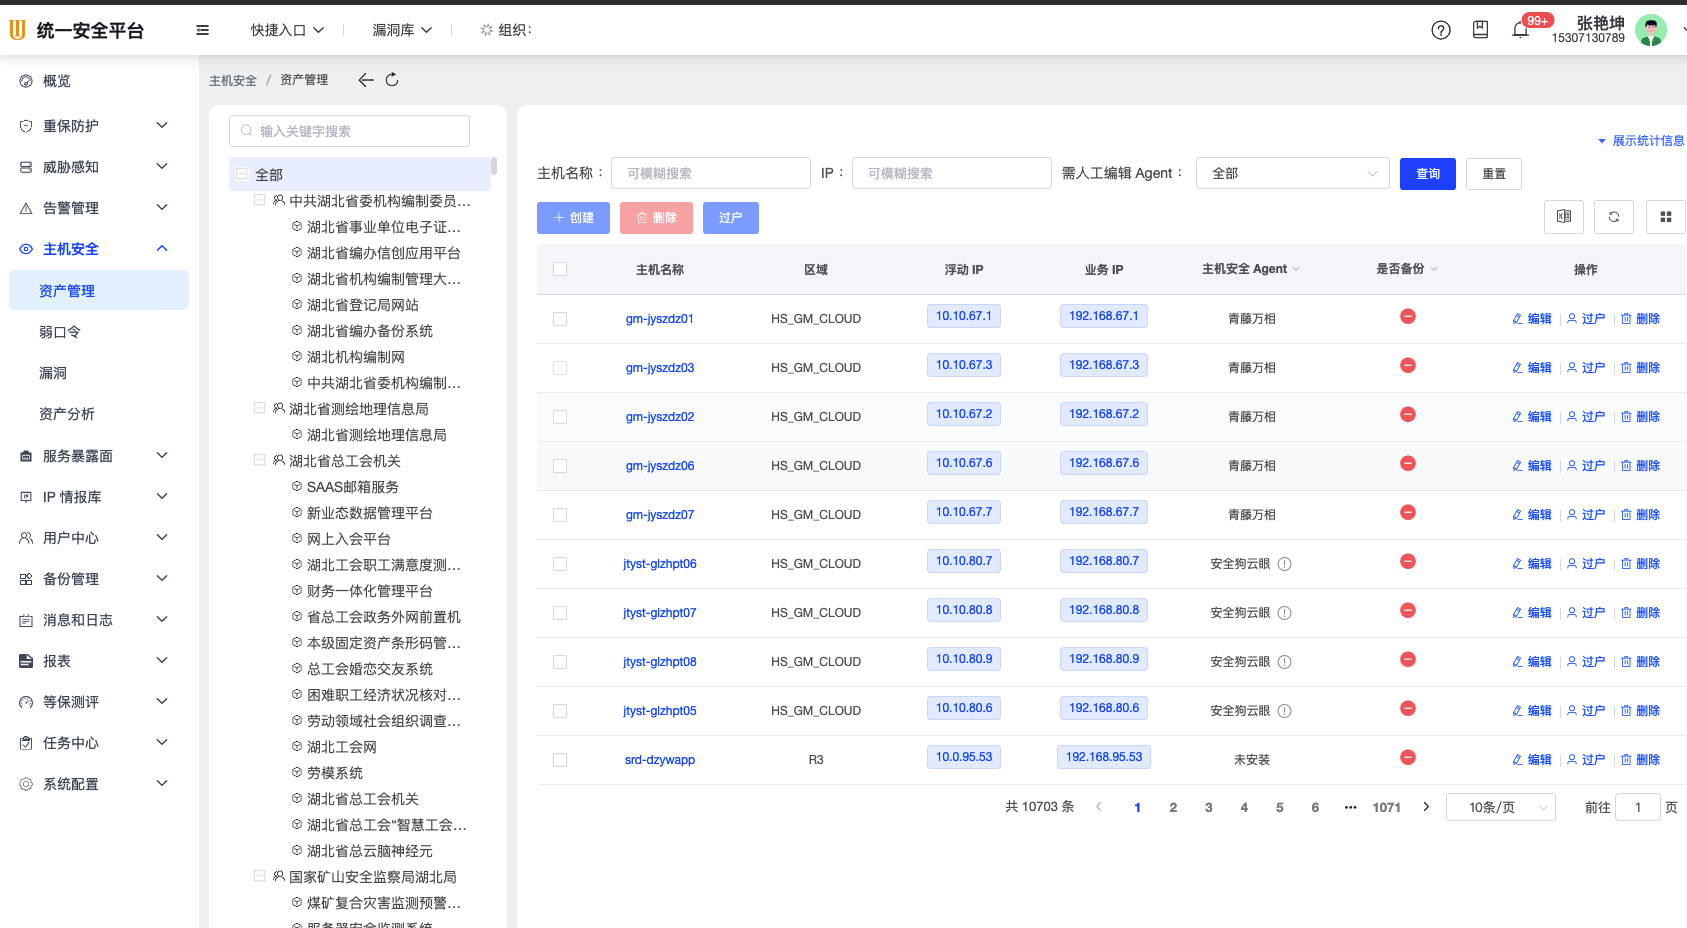 统一安全平台
快捷入口
漏洞库
组织：
99+
张艳坤
15307130789
概览
重保防护
威胁感知
告警管理
主机安全
资产管理
弱口令
漏洞
资产分析
服务暴露面
IP 情报库
用户中心
备份管理
消息和日志
报表
等保测评
任务中心
系统配置
主机安全 / 资产管理
输入关键字搜索
全部
中共湖北省委机构编制委员...
湖北省事业单位电子证...
湖北省编办信创应用平台
湖北省机构编制管理大...
湖北省登记局网站
湖北省编办备份系统
湖北机构编制网
中共湖北省委机构编制...
湖北省测绘地理信息局
湖北省测绘地理信息局
湖北省总工会机关
SAAS邮箱服务
新业态数据管理平台
网上入会平台
湖北工会职工满意度测...
财务一体化管理平台
省总工会政务外网前置机
本级固定资产条形码管...
总工会婚恋交友系统
困难职工经济状况核对...
劳动领域社会组织调查...
湖北工会网
劳模系统
湖北省总工会机关
湖北省总工会“智慧工会...
湖北省总云脑神经元
国家矿山安全监察局湖北局
煤矿复合灾害监测预警...
服务器安全监测系统
展示统计信息
主机名称： 可模糊搜索 IP： 可模糊搜索 需人工编辑 Agent： 全部 查询 重置
创建 删除 过户
主机名称 区域 浮动 IP 业务 IP 主机安全 Agent 是否备份 操作
gm-jyszdz01 HS_GM_CLOUD 10.10.67.1 192.168.67.1 青藤万相 编辑 过户 删除
gm-jyszdz03 HS_GM_CLOUD 10.10.67.3 192.168.67.3 青藤万相 编辑 过户 删除
gm-jyszdz02 HS_GM_CLOUD 10.10.67.2 192.168.67.2 青藤万相 编辑 过户 删除
gm-jyszdz06 HS_GM_CLOUD 10.10.67.6 192.168.67.6 青藤万相 编辑 过户 删除
gm-jyszdz07 HS_GM_CLOUD 10.10.67.7 192.168.67.7 青藤万相 编辑 过户 删除
jtyst-glzhpt06 HS_GM_CLOUD 10.10.80.7 192.168.80.7 安全狗云眼 编辑 过户 删除
jtyst-glzhpt07 HS_GM_CLOUD 10.10.80.8 192.168.80.8 安全狗云眼 编辑 过户 删除
jtyst-glzhpt08 HS_GM_CLOUD 10.10.80.9 192.168.80.9 安全狗云眼 编辑 过户 删除
jtyst-glzhpt05 HS_GM_CLOUD 10.10.80.6 192.168.80.6 安全狗云眼 编辑 过户 删除
srd-dzywapp R3 10.0.95.53 192.168.95.53 未安装 编辑 过户 删除
共 10703 条 1 2 3 4 5 6 ••• 1071 10条/页 前往 1 页